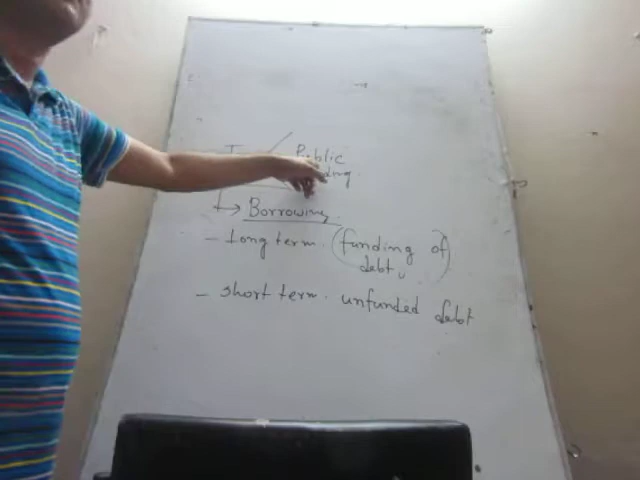 Public
→ Borrowing.
- Long term. (funding of
debt)
- short term. unfunded debt